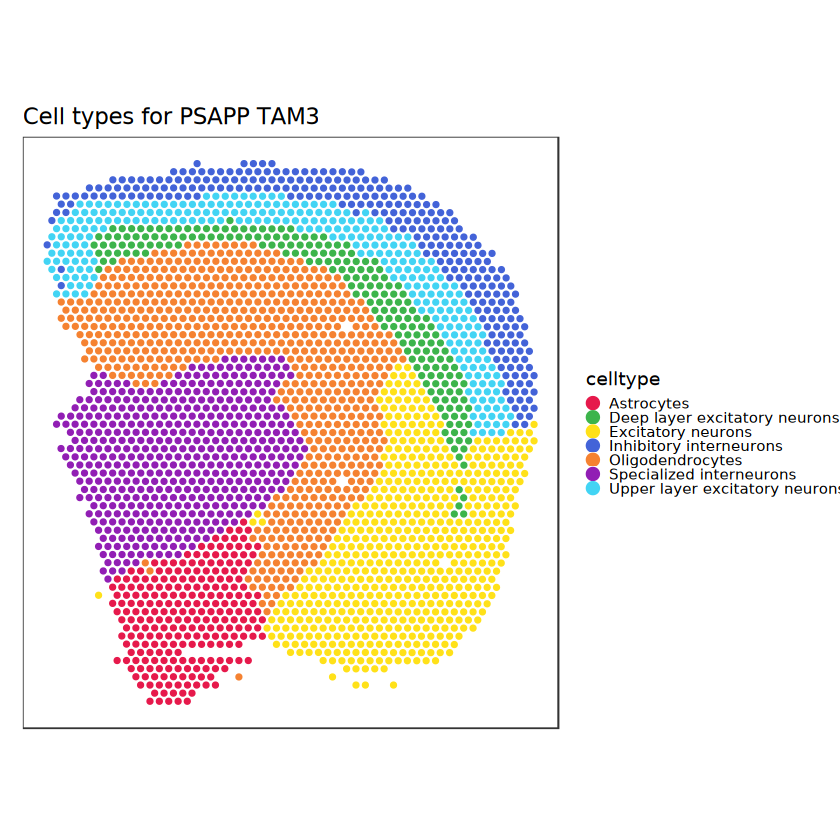 Cell types for PSAPP TAM3
celltype
Astrocytes
Deep layer excitatory neurons
Excitatory neurons
Inhibitory interneurons
Oligodendrocytes
Specialized interneurons
Upper layer excitatory neurons